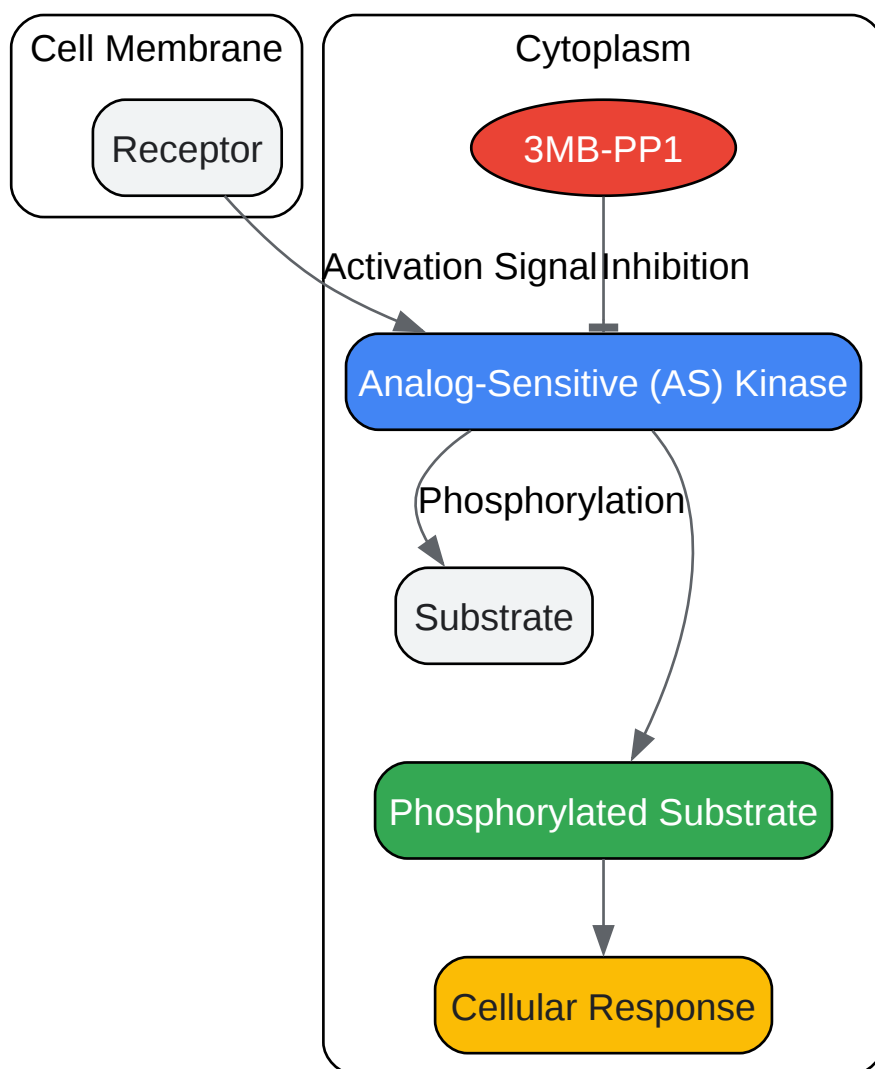 Cell Membrane
Cytoplasm
Receptor
3MB-PP1
Activation Signal
Inhibition
Analog-Sensitive (AS) Kinase
Phosphorylation
Substrate
Phosphorylated Substrate
Cellular Response